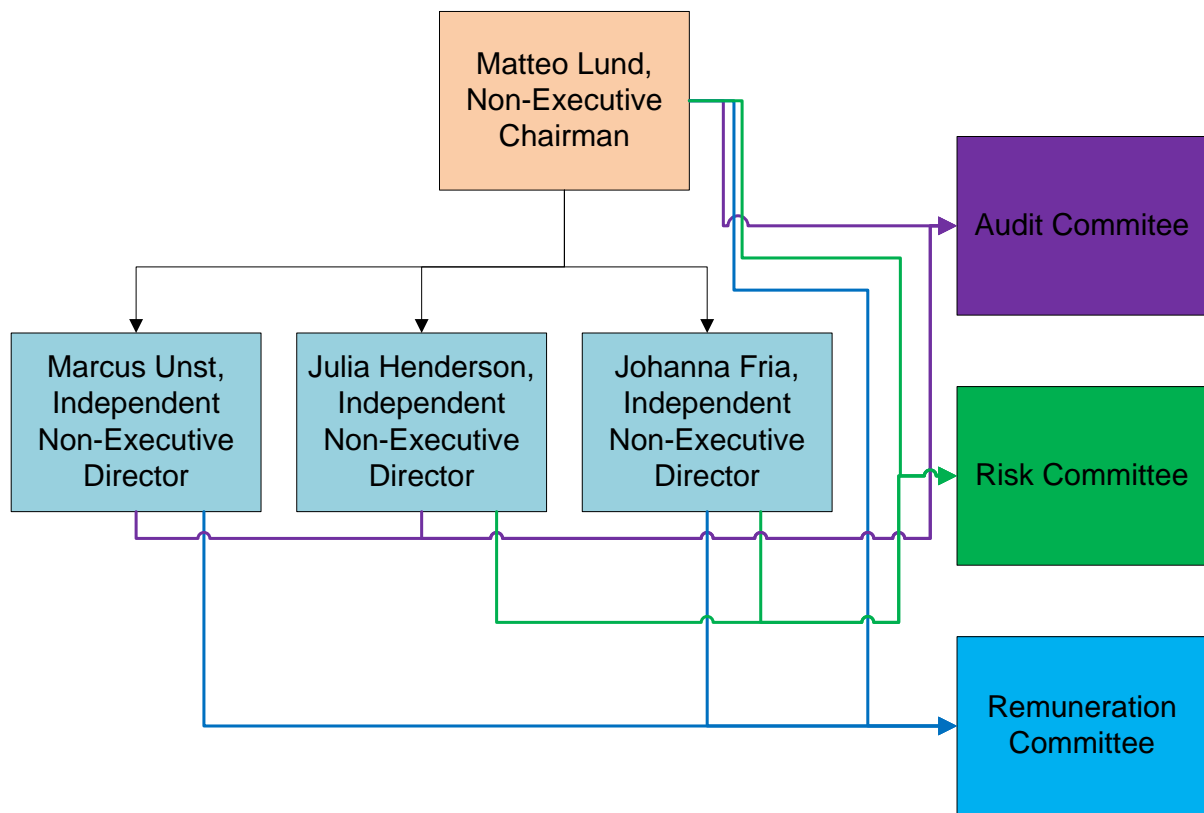 Matteo Lund,
Non-Executive
Chairman
Audit Commitee
Marcus Unst,
Independent
Non-Executive
Director
Julia Henderson,
Independent
Non-Executive
Director
Johanna Fria,
Independent
Non-Executive
Director
Risk Committee
Remuneration
Committee